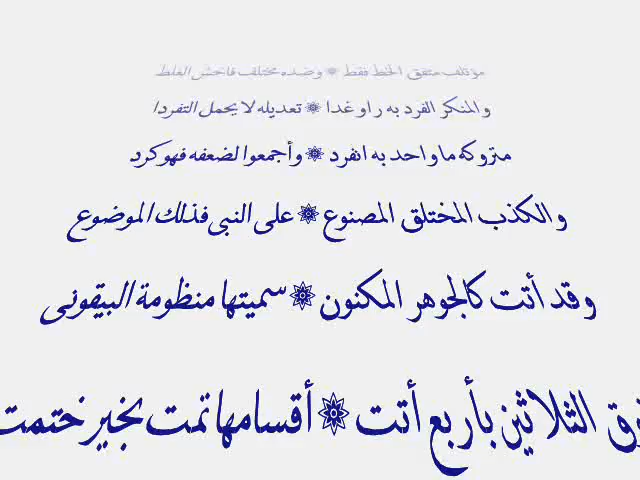 مؤتلف متفق الخط فقط ۞ وضده مختلف فاخش الغلط
والمنكر الفرد به راو غدا ۞ تعديله لا يحمل التفردا
متروكه ما واحد به انفرد ۞ وأجمعوا لضعفه فهو كرد
والكذب المختلق المصنوع ۞ على النبي فذلك الموضوع
وقد أتت كالجوهر المكنون ۞ سميتها منظومة البيقوني
الثلاثين بأربع أتت ۞ أقسامها تمت بخير ختمت